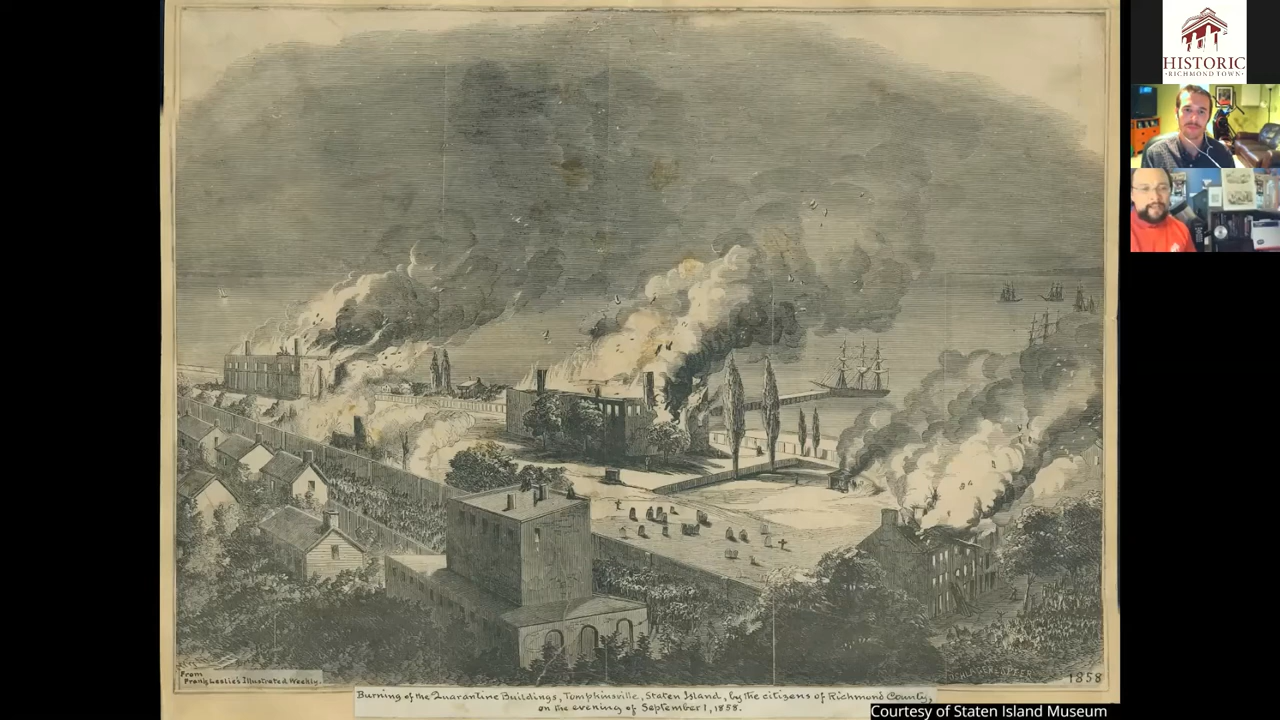 HISTORIC
·RICHMOND TOWN·
From
Frank Leslie's Illustrated Weekly.
1858
Burning of the Quarantine Buildings, Tompkinsville, Staten Island, by the citizens of Richmond County,
on the evening of September 1, 1858.
Courtesy of Staten Island Museum